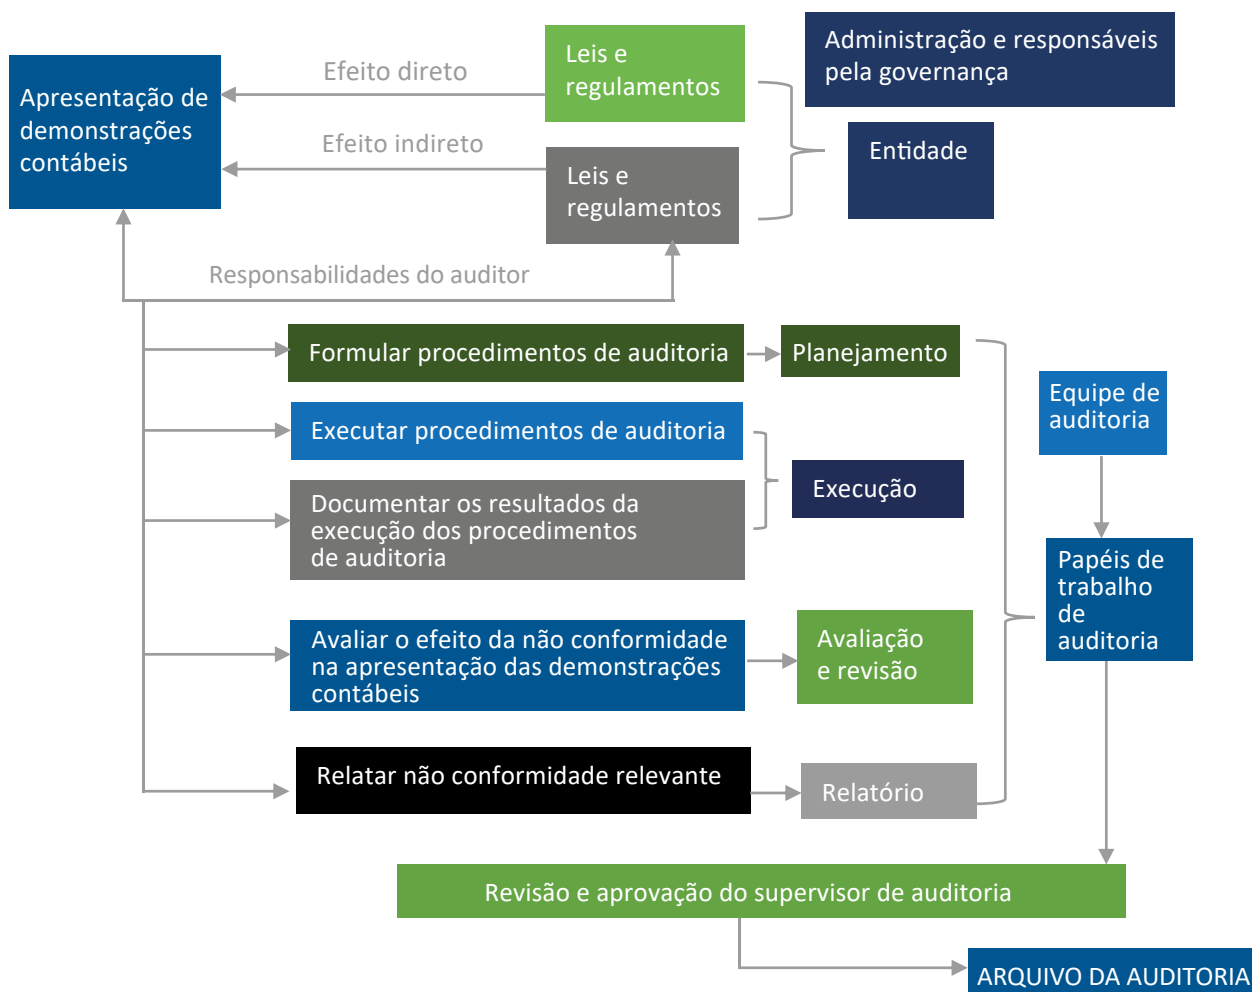 Administração e responsáveis
pela governança
Leis e
regulamentos
Efeito direto
Apresentação de
demonstrações
contábeis
Efeito indireto
Entidade
Leis e
regulamentos
Responsabilidades do auditor
Formular procedimentos de auditoria
Planejamento
Equipe de
auditoria
Executar procedimentos de auditoria
Execução
Documentar os resultados da
execução dos procedimentos
de auditoria
Papéis de
trabalho
de
auditoria
Avaliar o efeito da não conformidade
na apresentação das demonstrações
contábeis
Avaliação
e revisão
Relatar não conformidade relevante
Relatório
Revisão e aprovação do supervisor de auditoria
ARQUIVO DA AUDITORIA